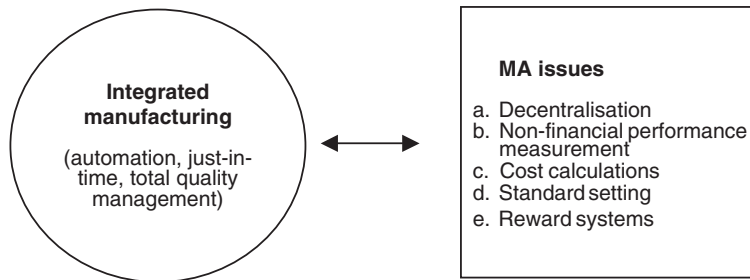 Integrated
manufacturing
(automation, just-in-
time, total quality
management)
MA issues
a. Decentralisation
b. Non-financial performance
measurement
c. Cost calculations
d. Standard setting
e. Reward systems